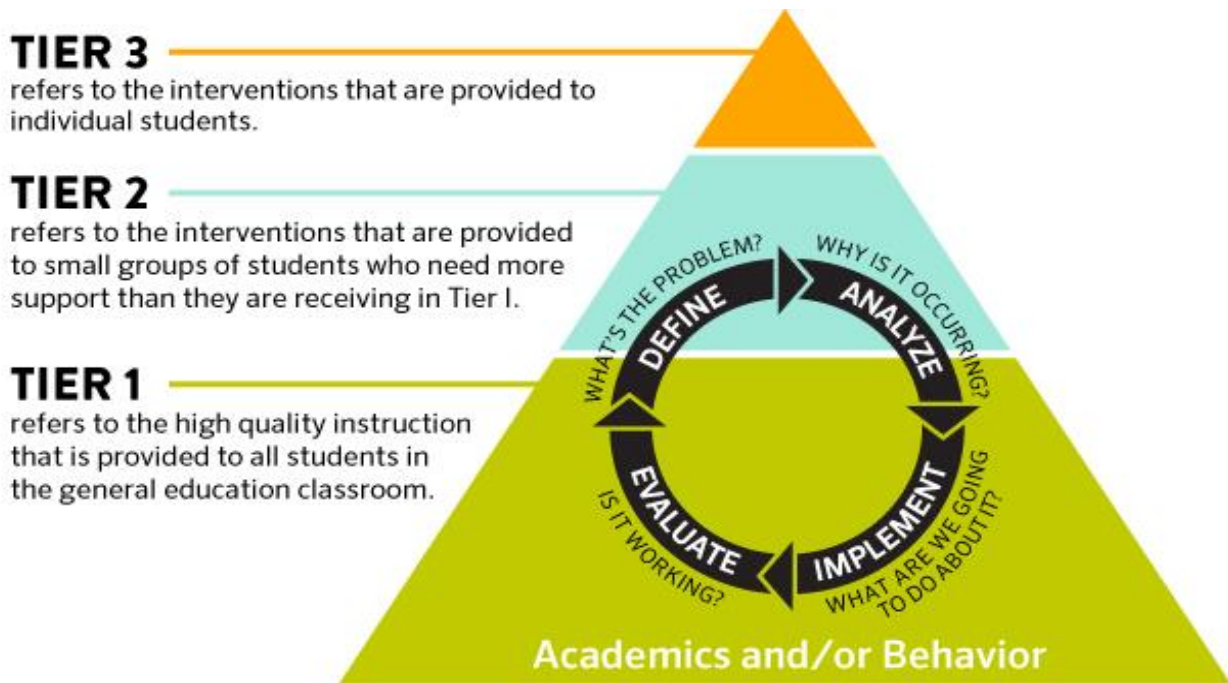 TIER 3
refers to the interventions that are provided to
individual students.
TIER 2
refers to the interventions that are provided
to small groups of students who need more
support than they are receiving in Tier I.
TIER 1
refers to the high quality instruction
that is provided to all students in
the general education classroom.
WHAT'S THE PROBLEM?
DEFINE
WHY IS IT OCCURRING?
ANALYZE
IMPLEMENT
WHAT ARE WE GOING
TO DO ABOUT IT?
EVALUATE
IS IT WORKING?
Academics and/or Behavior